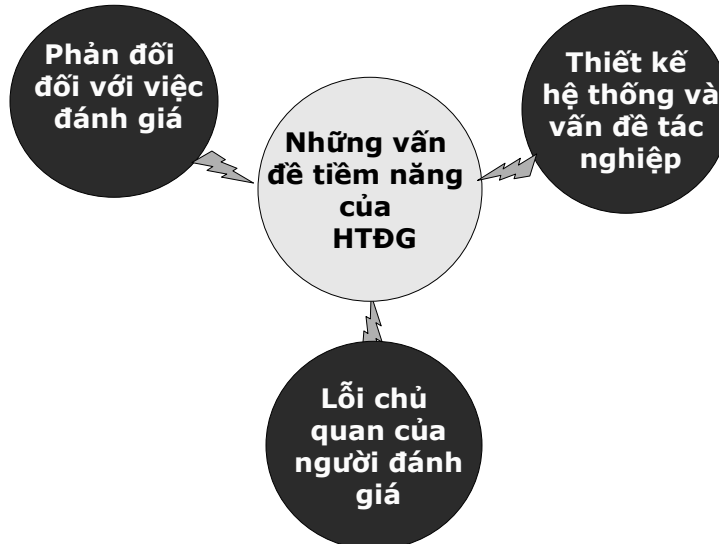 Phản đối
đối với việc
đánh giá
Thiết kế
hệ thống và
vấn đề tác
nghiệp
Những vấn
đề tiềm năng
của
HTĐG
Lỗi chủ
quan của
người đánh
giá